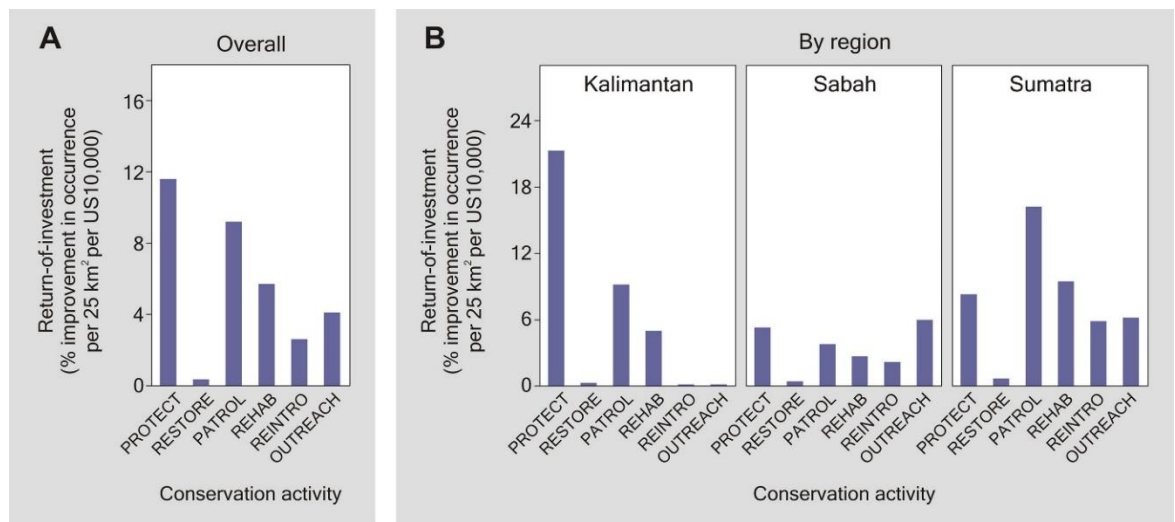 A
Overall
Return-of-investment
(% improvement in occurrence
per 25 km² per US10,000)
16
12
8
4
0
PROTECT
RESTORE
PATROL
REHAB
REINTRO
OUTREACH
Conservation activity
B
By region
Return-of-investment
(% improvement in occurrence
per 25 km² per US10,000)
24
18
12
6
0
Kalimantan
Sabah
Sumatra
PROTECT
RESTORE
PATROL
REHAB
REINTRO
OUTREACH
PROTECT
RESTORE
PATROL
REHAB
REINTRO
OUTREACH
PROTECT
RESTORE
PATROL
REHAB
REINTRO
OUTREACH
Conservation activity